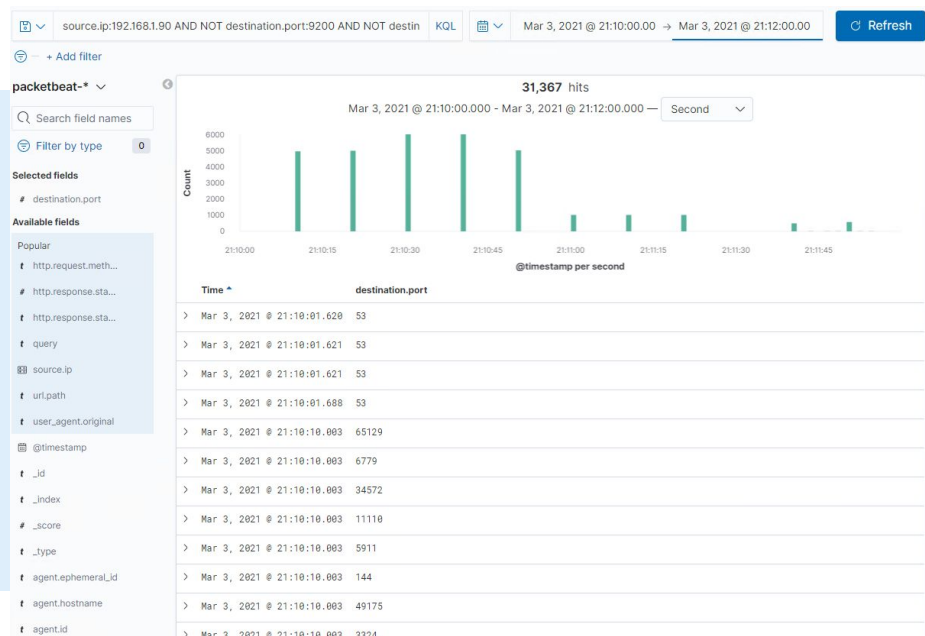 source.ip:192.168.1.90 AND NOT destination.port:9200 AND NOT destin KQL Mar 3, 2021 @ 21:10:00.00 → Mar 3, 2021 @ 21:12:00.00 Refresh
+ Add filter
packetbeat-*
Search field names
Filter by type 0
Selected fields
# destination.port
Available fields
Popular
t http.request.meth...
# http.response.sta...
t http.response.sta...
t query
source.ip
t url.path
t user_agent.original
@timestamp
t _id
t _index
# _score
t _type
t agent.ephemeral_id
t agent.hostname
t agent.id
31,367 hits
Mar 3, 2021 @ 21:10:00.000 - Mar 3, 2021 @ 21:12:00.000 — Second
Count
6000
5000
4000
3000
2000
1000
0
21:10:00 21:10:15 21:10:30 21:10:45 21:11:00 21:11:15 21:11:30 21:11:45
@timestamp per second
Time destination.port
> Mar 3, 2021 @ 21:10:01.620 53
> Mar 3, 2021 @ 21:10:01.621 53
> Mar 3, 2021 @ 21:10:01.621 53
> Mar 3, 2021 @ 21:10:01.688 53
> Mar 3, 2021 @ 21:10:10.003 65129
> Mar 3, 2021 @ 21:10:10.003 6779
> Mar 3, 2021 @ 21:10:10.003 34572
> Mar 3, 2021 @ 21:10:10.003 11110
> Mar 3, 2021 @ 21:10:10.003 5911
> Mar 3, 2021 @ 21:10:10.003 144
> Mar 3, 2021 @ 21:10:10.003 49175
> Mar 3, 2021 @ 21:10:10.003 3324